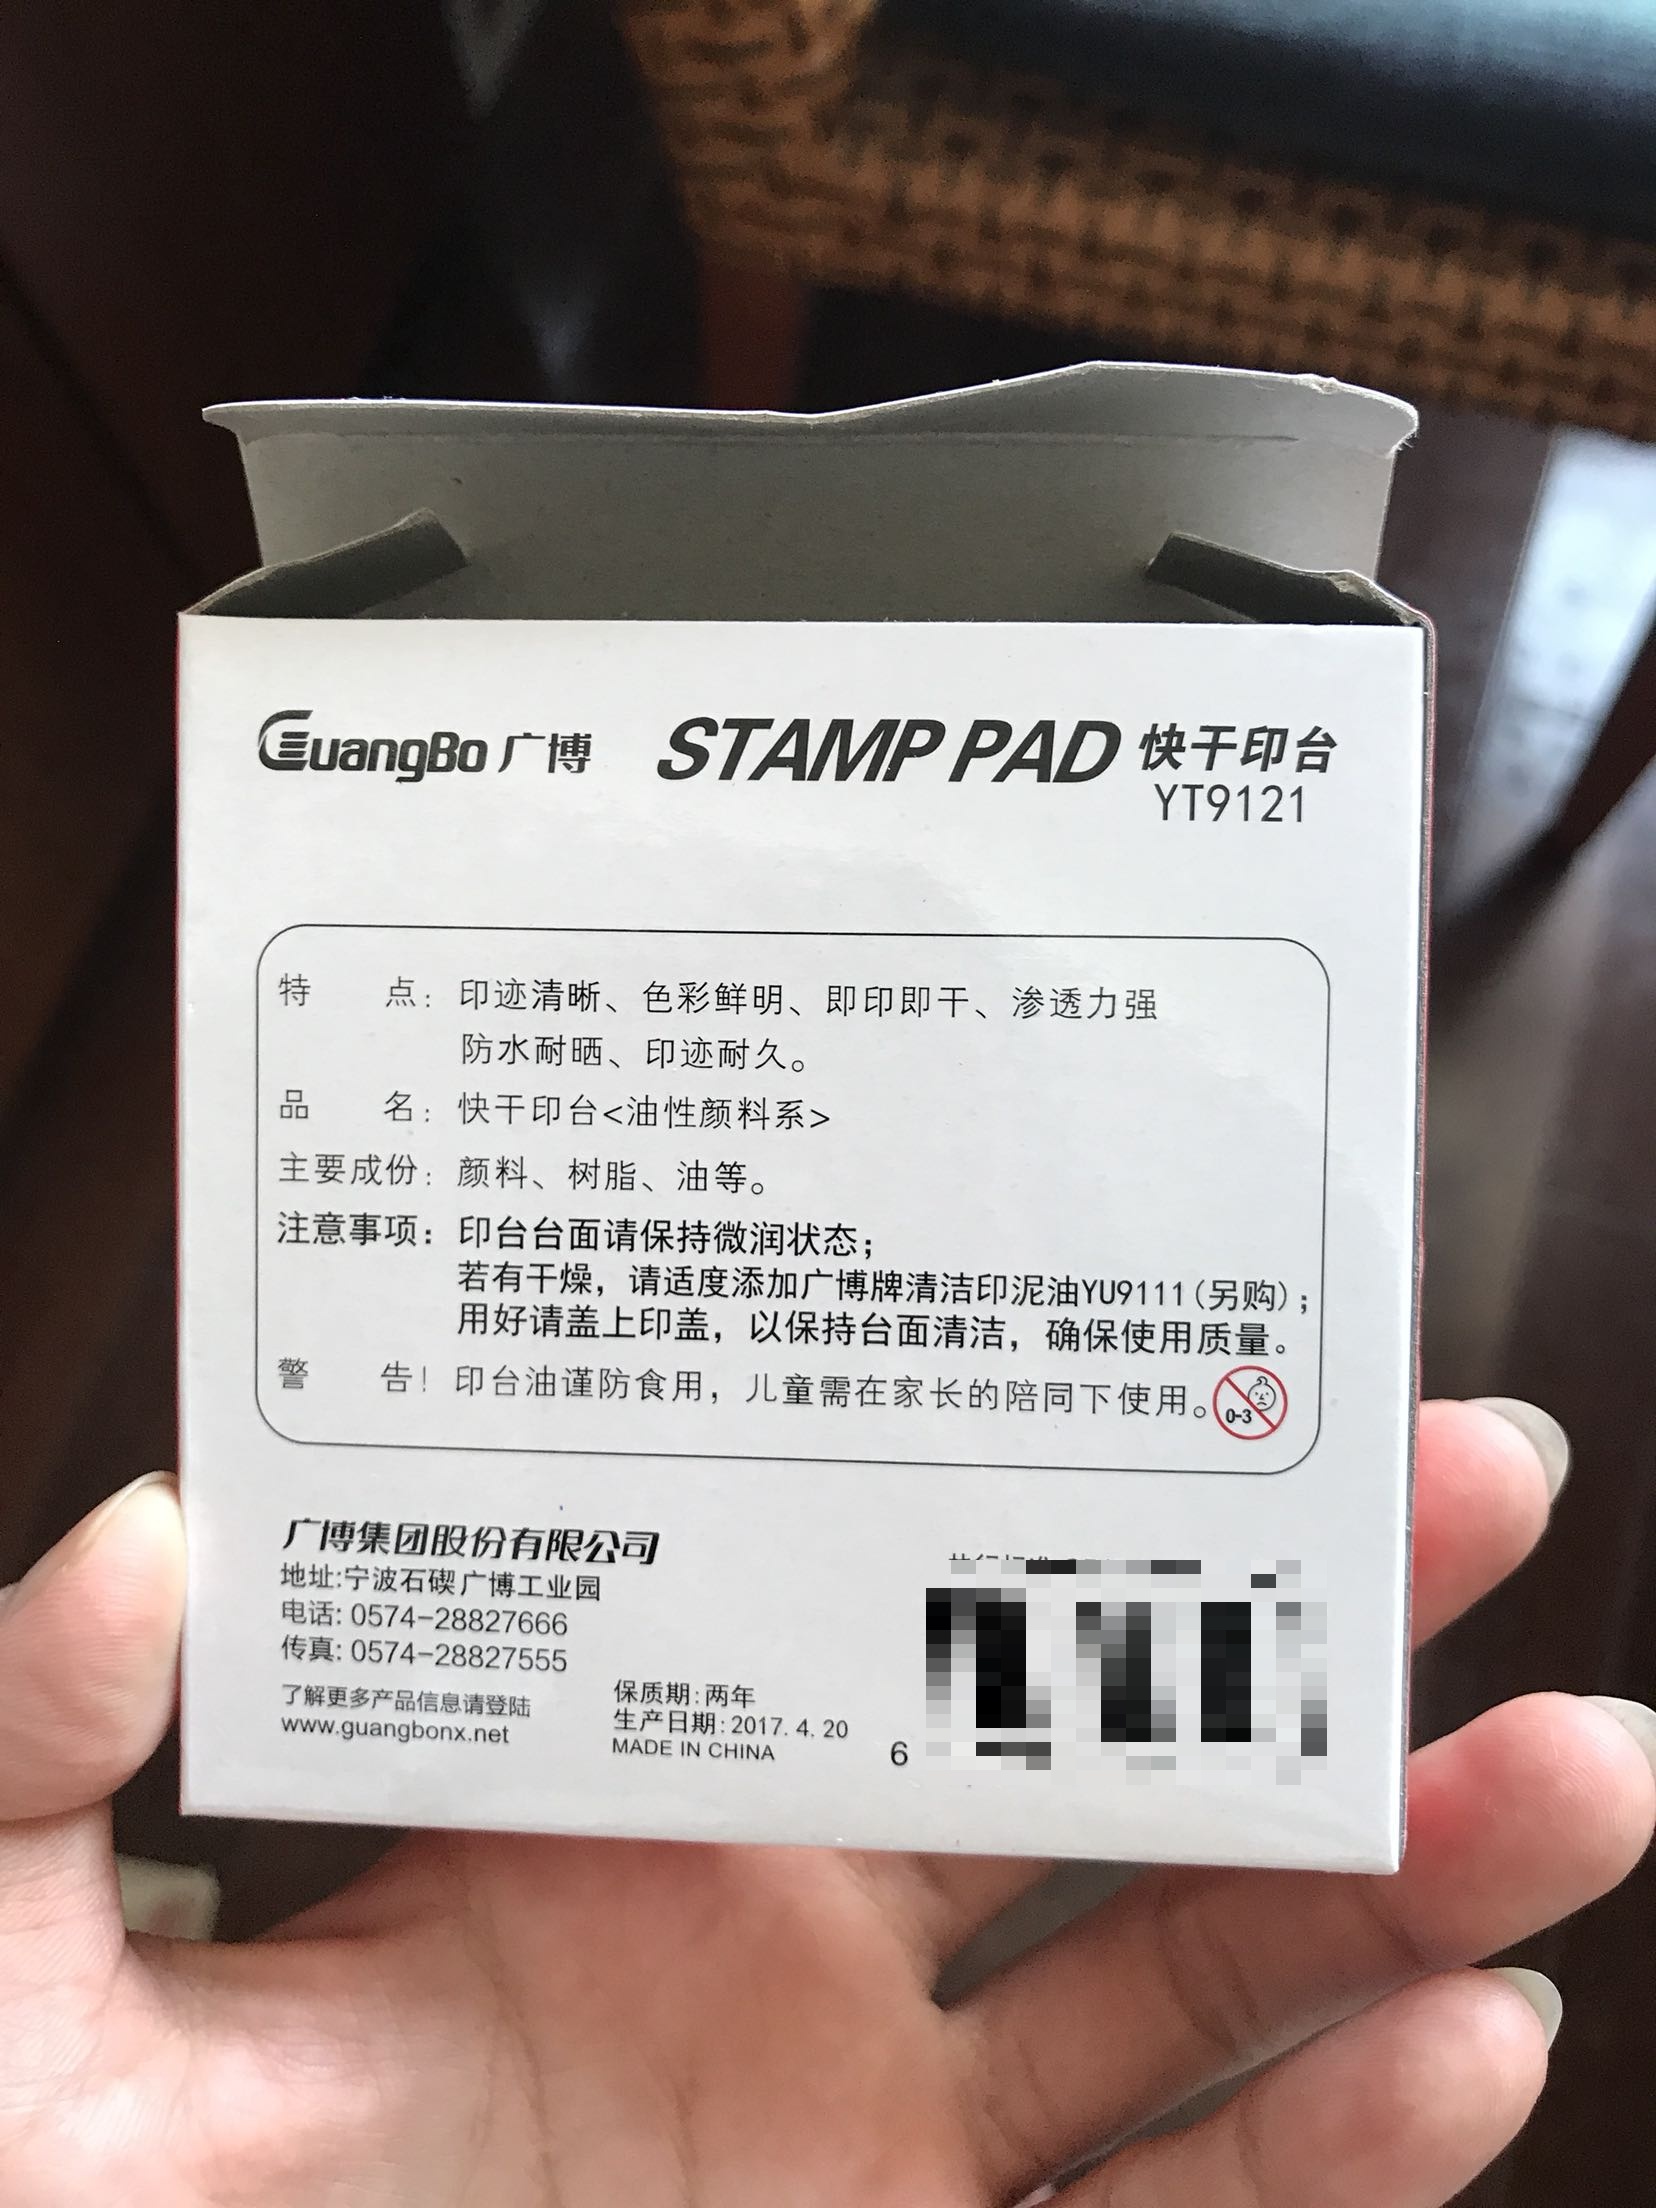 GuangBo 广博 STAMP PAD 快干印台
YT9121
特 点：印迹清晰、色彩鲜明、即印即干、渗透力强
防水耐晒、印迹耐久。
品 名：快干印台<油性颜料系>
主要成份：颜料、树脂、油等。
注意事项：印台台面请保持微润状态；
若有干燥，请适度添加广博牌清洁印泥油YU9111（另购）；
用好请盖上印盖，以保持台面清洁，确保使用质量。
警 告！印台油谨防食用，儿童需在家长的陪同下使用。
0-3
广博集团股份有限公司
地址:宁波石碶广博工业园
电话: 0574-28827666
传真: 0574-28827555
了解更多产品信息请登陆
www.guangbonx.net
保质期:两年
生产日期:2017. 4. 20
MADE IN CHINA
6